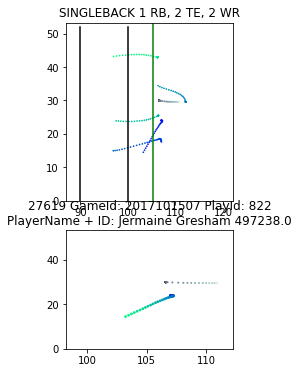 SINGLEBACK 1 RB, 2 TE, 2 WR
50
40
30
20
10
0
90 100 110 120
27619 GameId: 2017101507 PlayId: 822
PlayerName + ID: Jermaine Gresham 497238.0
40
20
0
100 105 110